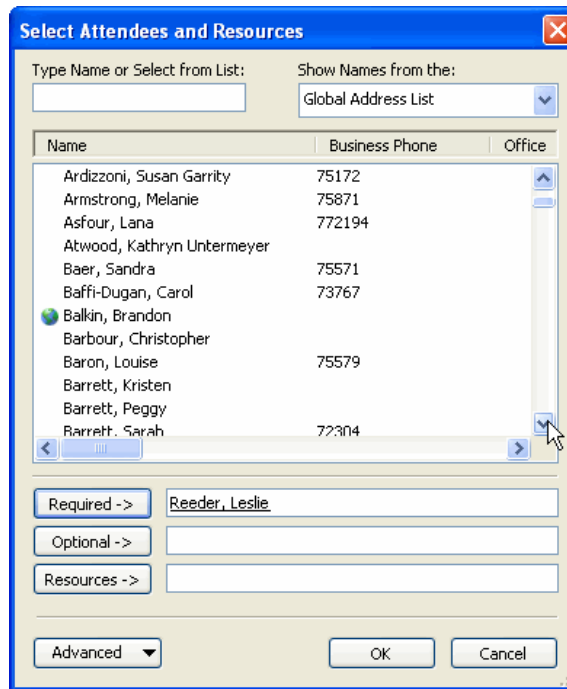 Select Attendees and Resources
Type Name or Select from List: Show Names from the:
Global Address List
Name Business Phone Office
Ardizzoni, Susan Garrity 75172
Armstrong, Melanie 75871
Asfour, Lana 772194
Atwood, Kathryn Untermeyer
Baer, Sandra 75571
Baffi-Dugan, Carol 73767
Balkin, Brandon
Barbour, Christopher
Baron, Louise 75579
Barrett, Kristen
Barrett, Peggy
Barrett, Sarah 72304
Required -> Reeder, Leslie
Optional ->
Resources ->
Advanced OK Cancel